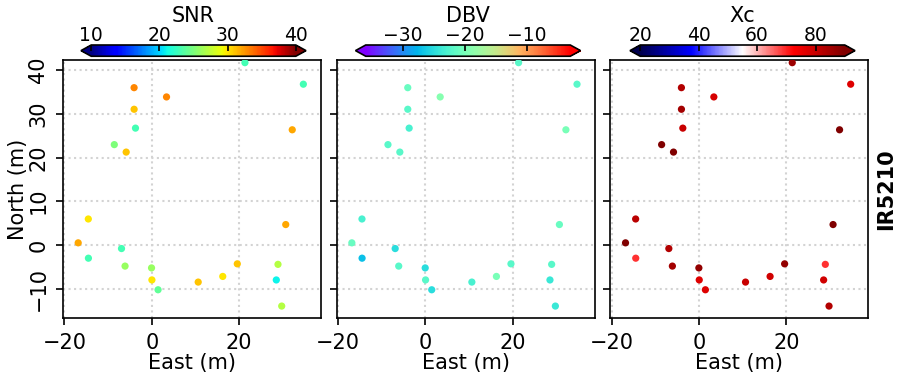 SNR DBV Xc
10 20 30 40 −30 −20 −10 20 40 60 80
40
30
20
10
0
−10
North (m)
IR5210
−20 0 20 −20 0 20 −20 0 20
East (m) East (m) East (m)